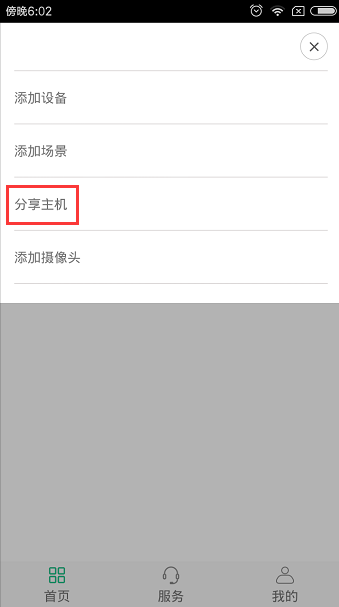 傍晚6:02
添加设备
添加场景
分享主机
添加摄像头
首页 服务 我的